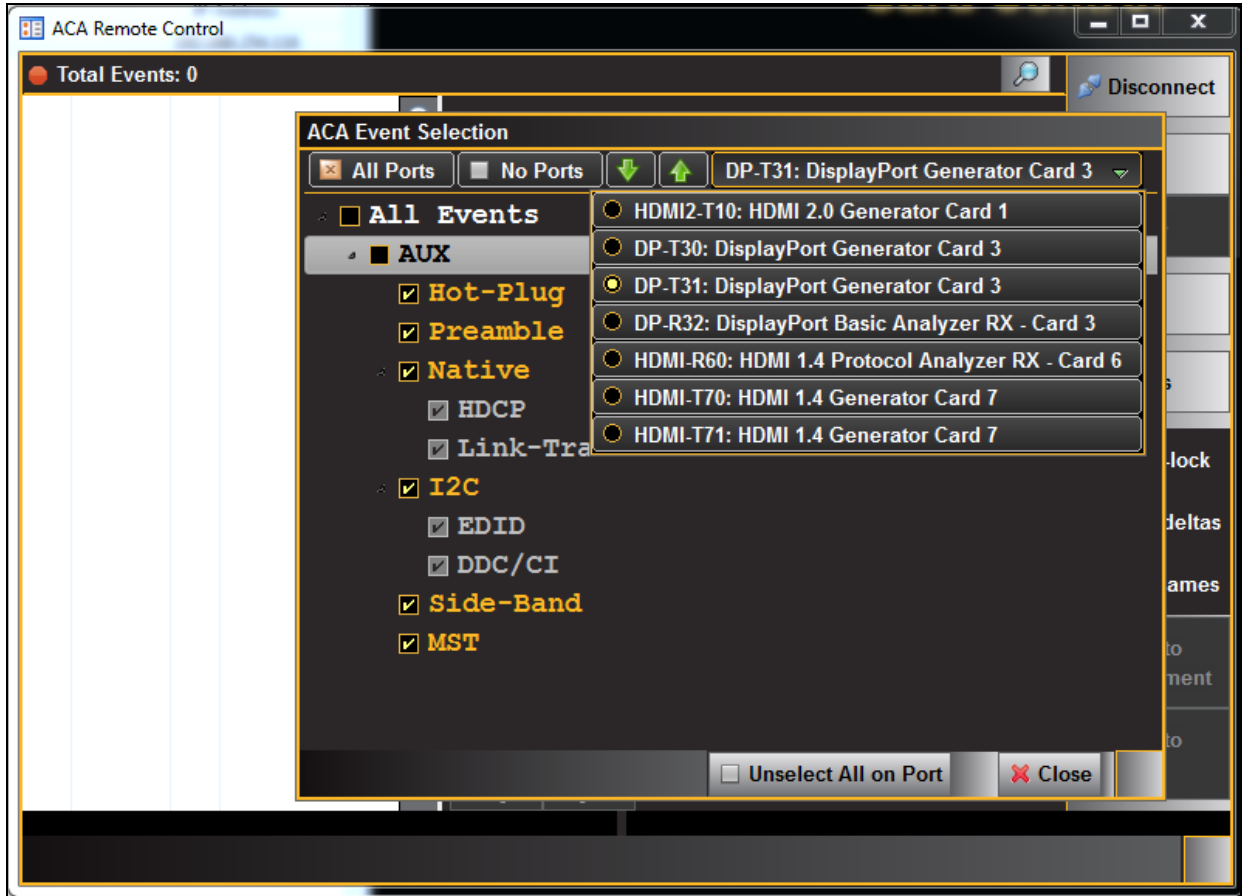 ACA Remote Control
Total Events: 0
Disconnect
ACA Event Selection
All Ports
No Ports
DP-T31: DisplayPort Generator Card 3
All Events
AUX
Hot-Plug
Preamble
Native
HDCP
Link-Tra
I2C
EDID
DDC/CI
Side-Band
MST
HDMI2-T10: HDMI 2.0 Generator Card 1
DP-T30: DisplayPort Generator Card 3
DP-T31: DisplayPort Generator Card 3
DP-R32: DisplayPort Basic Analyzer RX - Card 3
HDMI-R60: HDMI 1.4 Protocol Analyzer RX - Card 6
HDMI-T70: HDMI 1.4 Generator Card 7
HDMI-T71: HDMI 1.4 Generator Card 7
-lock
deltas
ames
to
ment
to
Unselect All on Port
Close